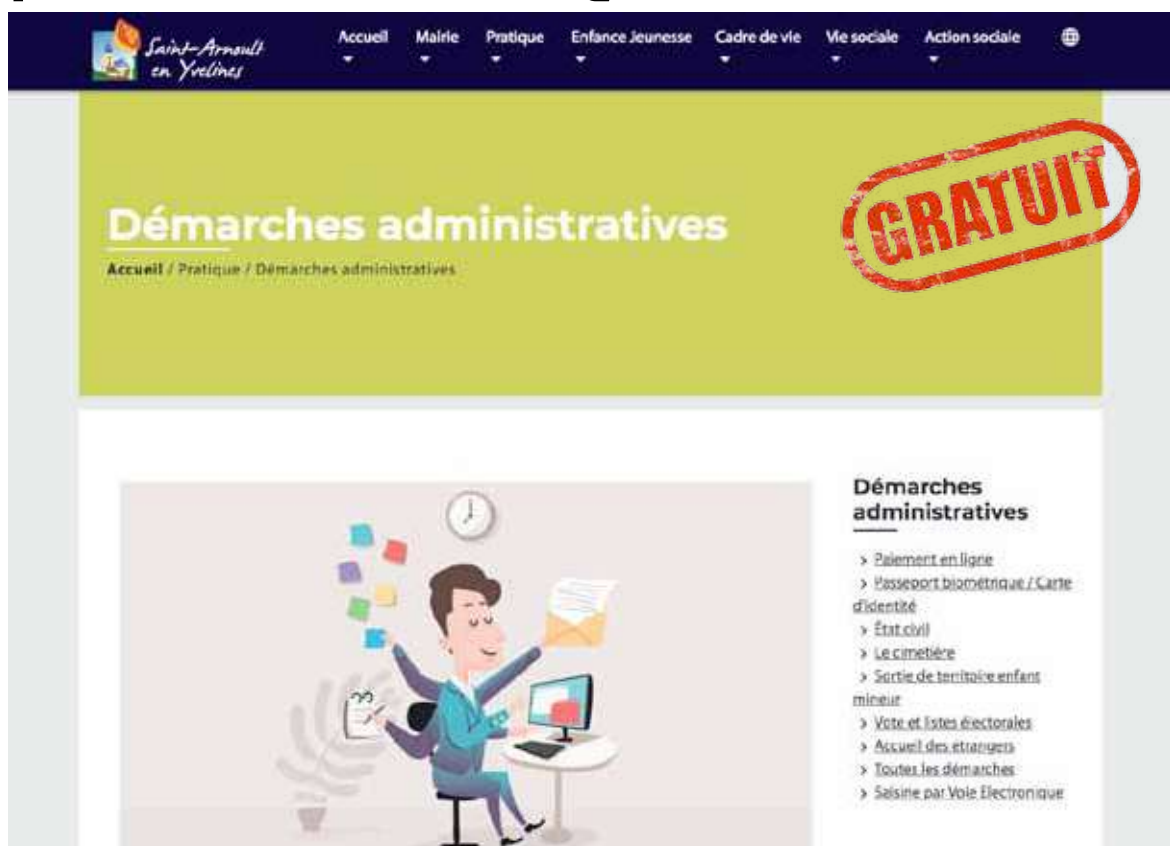 Saint-Arnoult
en Yvelines
Accueil
Mairie
Pratique
Enfance Jeunesse
Cadre de vie
Vie sociale
Action sociale
GRATUIT
Démarches administratives
Accueil / Pratique / Démarches administratives
Démarches
administratives
> Paiement en ligne
> Passeport biométrique / Carte
d'identité
> État civil
> Le cimetière
> Sortie de territoire enfant
mineur
> Vote et listes électorales
> Accueil des étrangers
> Toutes les démarches
> Saisine par Voie Electronique